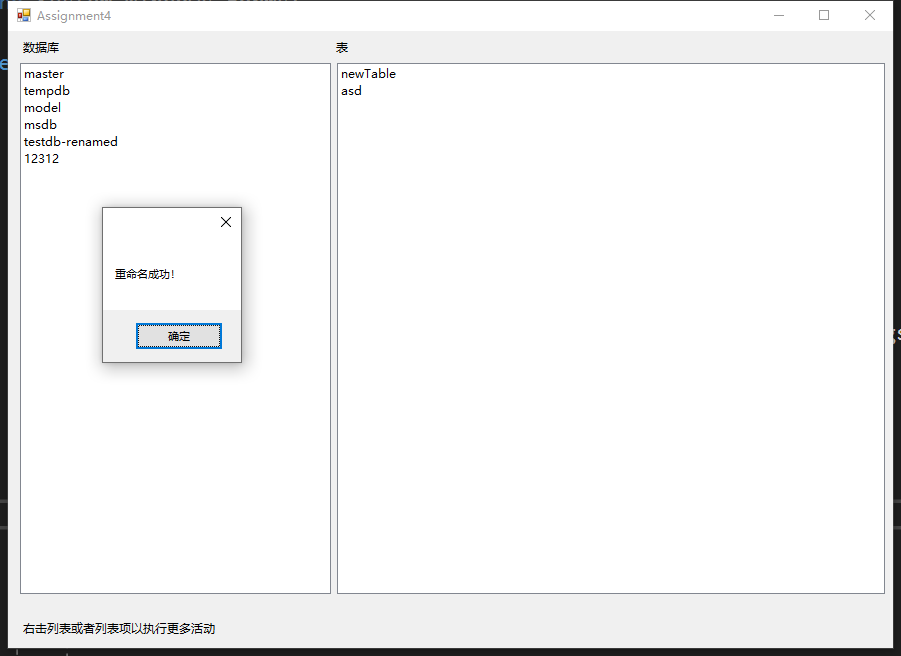 Assignment4
数据库
表
master
tempdb
model
msdb
testdb-renamed
12312
newTable
asd
重命名成功!
确定
右击列表或者列表项以执行更多活动